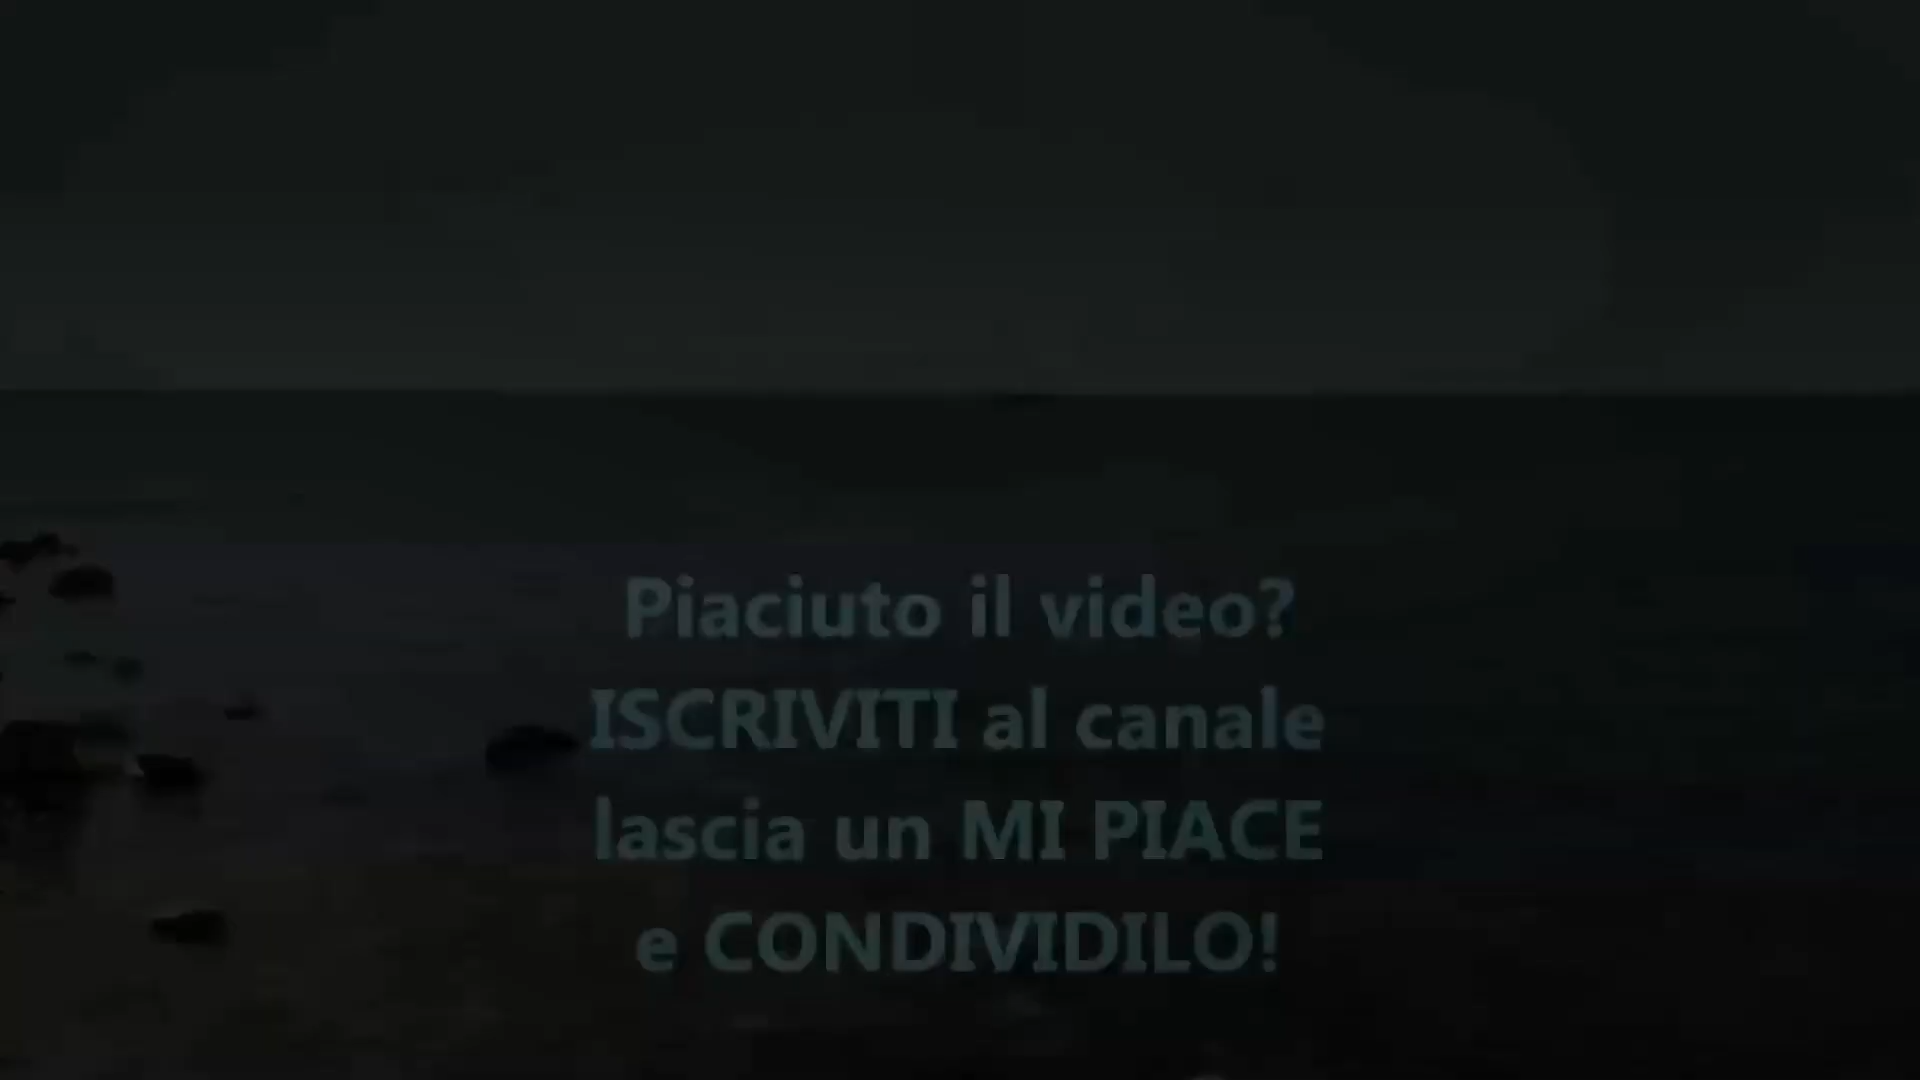 Piaciuto il video?
ISCRIVITI al canale
lascia un MI PIACE
e CONDIVIDILO!